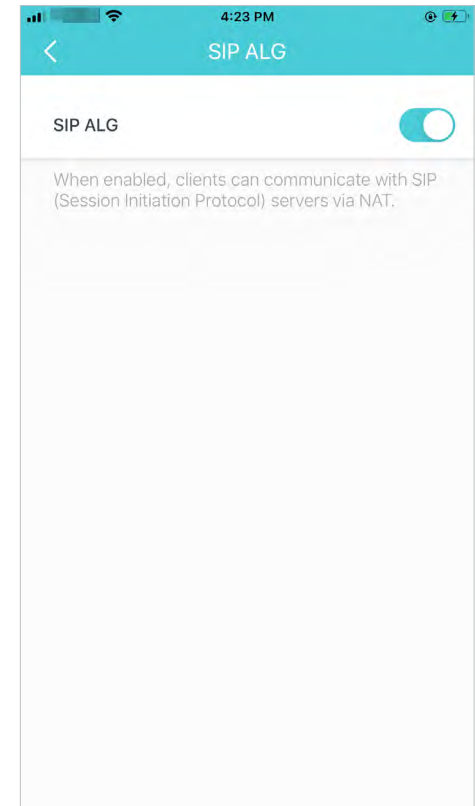 4:23 PM
SIP ALG
SIP ALG
When enabled, clients can communicate with SIP
(Session Initiation Protocol) servers via NAT.